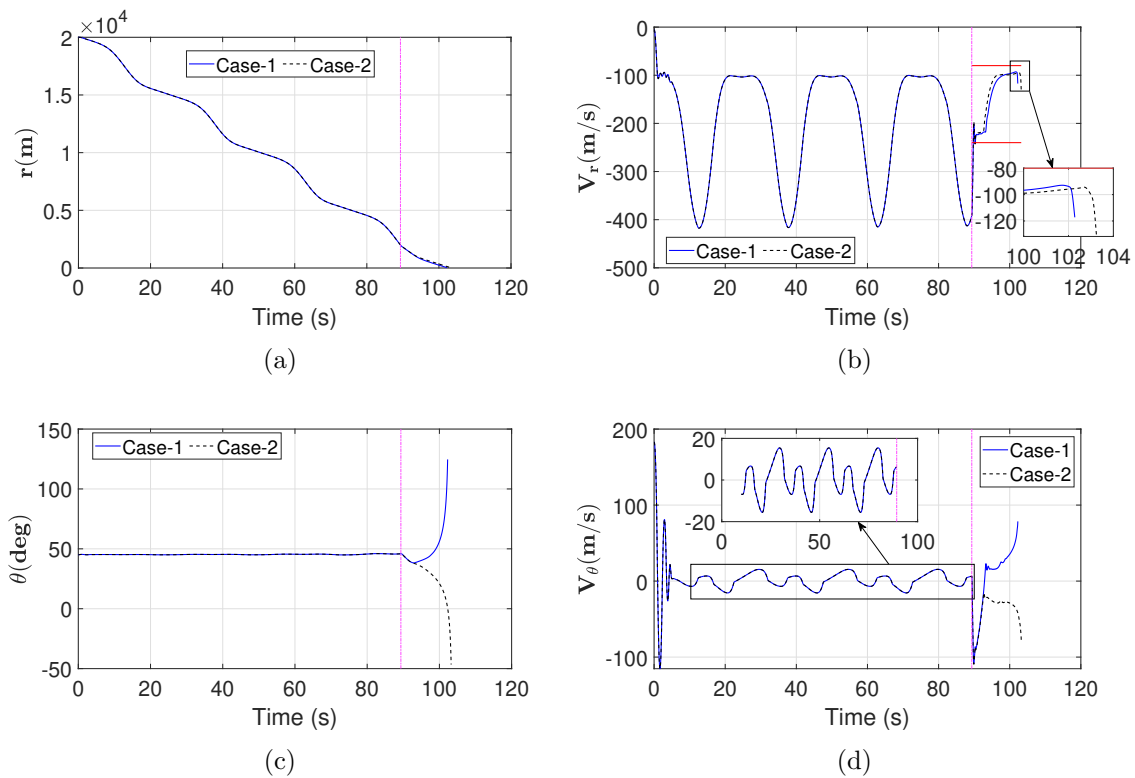 ×10⁴
2
1.5
1
0.5
0
r(m)
Case-1 Case-2
0 20 40 60 80 100 120
Time (s)
(a)
0
-100
-200
-300
-400
-500
V_r(m/s)
Case-1 Case-2
-80
-100
-120
100 102 104
0 20 40 60 80 100 120
Time (s)
(b)
150
100
50
0
-50
θ(deg)
Case-1 Case-2
0 20 40 60 80 100 120
Time (s)
(c)
200
100
0
-100
V_θ(m/s)
20
0
-20
0 50 100
Case-1
Case-2
0 20 40 60 80 100 120
Time (s)
(d)